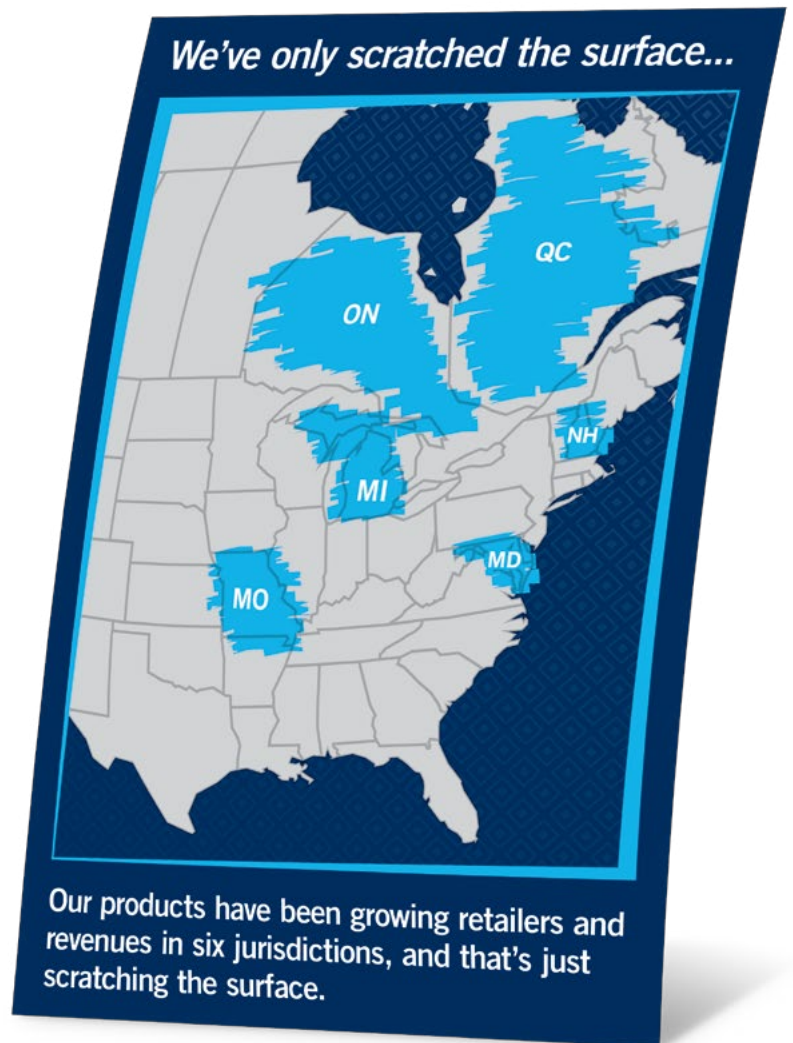 We've only scratched the surface...
QC
ON
NH
MI
MD
MO
Our products have been growing retailers and
revenues in six jurisdictions, and that's just
scratching the surface.